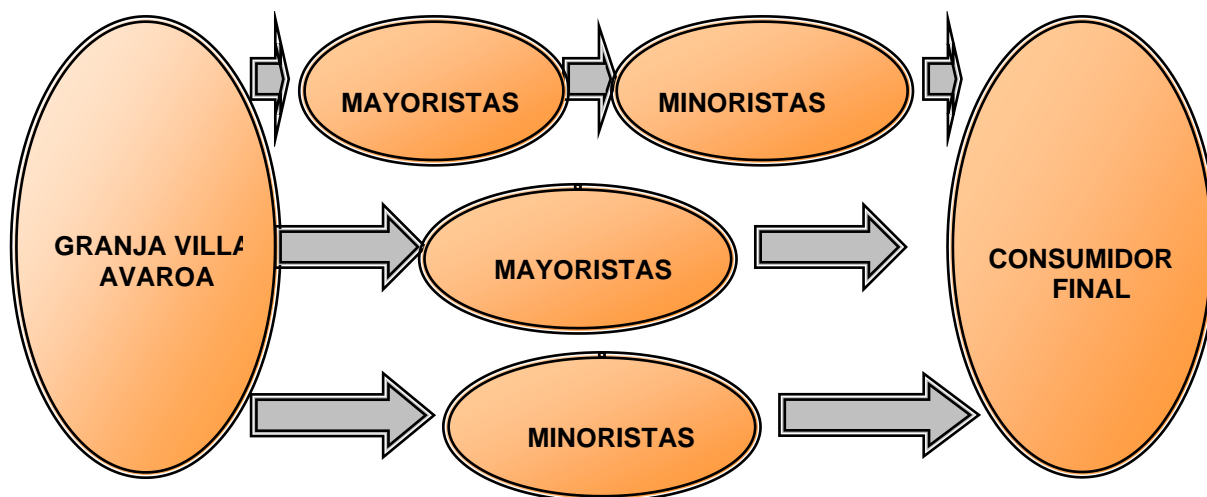 MAYORISTAS
MINORISTAS
GRANJA VILLA
AVAROA
MAYORISTAS
CONSUMIDOR
FINAL
MINORISTAS